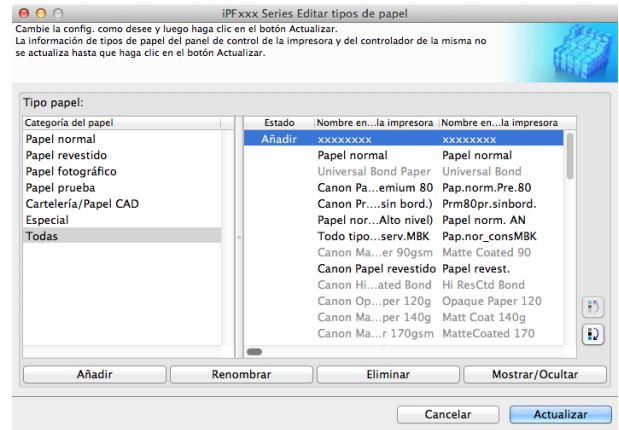 iPFxxx Series Editar tipos de papel
Cambie la config. como desee y luego haga clic en el botón Actualizar.
La información de tipos de papel del panel de control de la impresora y del controlador de la misma no
se actualiza hasta que haga clic en el botón Actualizar.
Tipo papel:
Categoría del papel Estado Nombre en...la impresora Nombre en...la impresora
Papel normal Añadir xxxxxxxx xxxxxxxx
Papel revestido Papel normal Papel normal
Papel fotográfico Universal Bond Paper Universal Bond
Papel prueba Canon Pa...emium 80 Pap.norm.Pre.80
Cartelería/Papel CAD Canon Pr....sin bord.) Prm80pr.sinbord.
Especial Papel nor...Alto nivel) Papel norm. AN
Todas Todo tipo...serv.MBK Pap.nor_consMBK
Canon Ma...er 90gsm Matte Coated 90
Canon Papel revestido Papel revest.
Canon Hi...ated Bond Hi ResCtd Bond
Canon Op...per 120g Opaque Paper 120
Canon Ma...per 140g Matt Coat 140g
Canon Ma...r 170gsm MatteCoated 170
Añadir Renombrar Eliminar Mostrar/Ocultar
Cancelar Actualizar